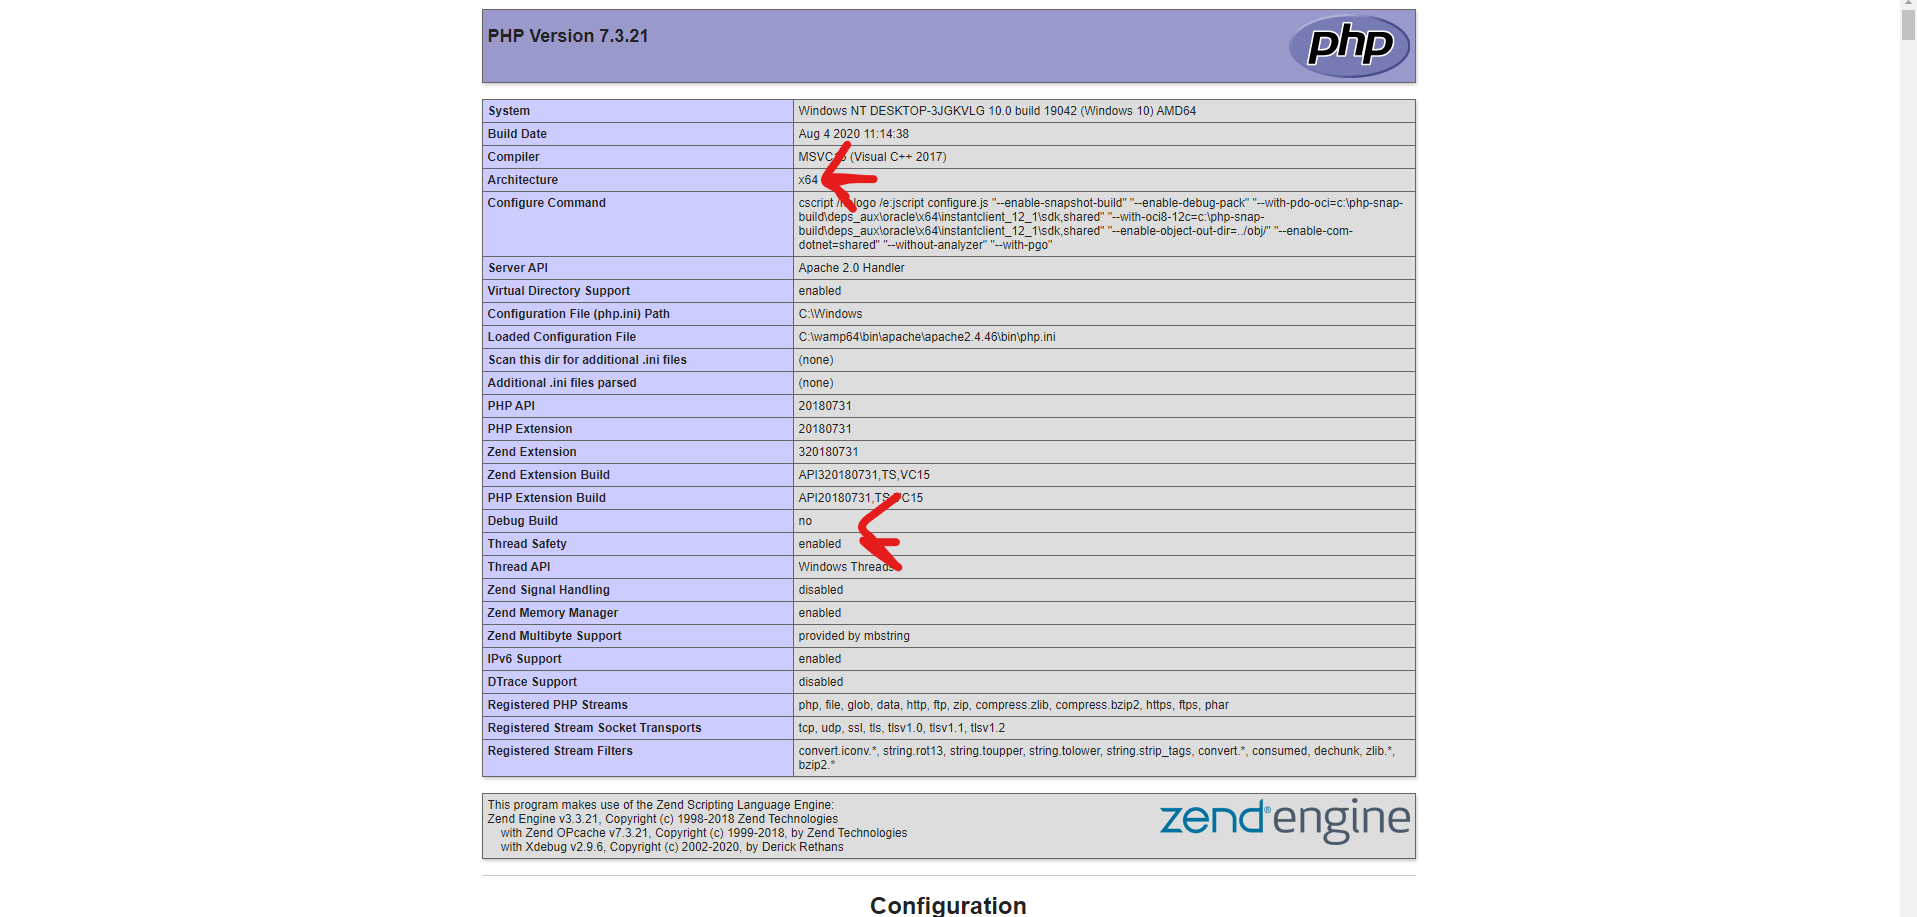 PHP Version 7.3.21
php
System Windows NT DESKTOP-3JGKVLG 10.0 build 19042 (Windows 10) AMD64
Build Date Aug 4 2020 11:14:38
Compiler (Visual C++ 2017)
Architecture x64
Configure Command cscript /e:jscript configure.js "--enable-snapshot-build" "--enable-debug-pack" "--with-pdo-oci=c:\php-snap-
build\deps_aux\oracle\x64\instantclient_12_1\sdk,shared" "--with-oci8-12c=c:\php-snap-
build\deps_aux\oracle\x64\instantclient_12_1\sdk,shared" "--enable-object-out-dir=../obj/" "--enable-com-
dotnet=shared" "--without-analyzer" "--with-pgo"
Server API Apache 2.0 Handler
Virtual Directory Support enabled
Configuration File (php.ini) Path C:\Windows
Loaded Configuration File C:\wamp64\bin\apache\apache2.4.46\bin\php.ini
Scan this dir for additional .ini files (none)
Additional .ini files parsed (none)
PHP API 20180731
PHP Extension 20180731
Zend Extension 320180731
Zend Extension Build API320180731,TS,VC15
PHP Extension Build API20180731,TS,VC15
Debug Build no
Thread Safety enabled
Thread API Windows Threads
Zend Signal Handling disabled
Zend Memory Manager enabled
Zend Multibyte Support provided by mbstring
IPv6 Support enabled
DTrace Support disabled
Registered PHP Streams php, file, glob, data, http, ftp, zip, compress.zlib, compress.bzip2, https, ftps, phar
Registered Stream Socket Transports tcp, udp, ssl, tls, tlsv1.0, tlsv1.1, tlsv1.2
Registered Stream Filters convert.iconv.*, string.rot13, string.toupper, string.tolower, string.strip_tags, convert.*, consumed, dechunk, zlib.*,
bzip2.*
This program makes use of the Zend Scripting Language Engine:
Zend Engine v3.3.21, Copyright (c) 1998-2018 Zend Technologies
with Zend OPcache v7.3.21, Copyright (c) 1999-2018, by Zend Technologies
with Xdebug v2.9.6, Copyright (c) 2002-2020, by Derick Rethans
zend® engine
Configuration